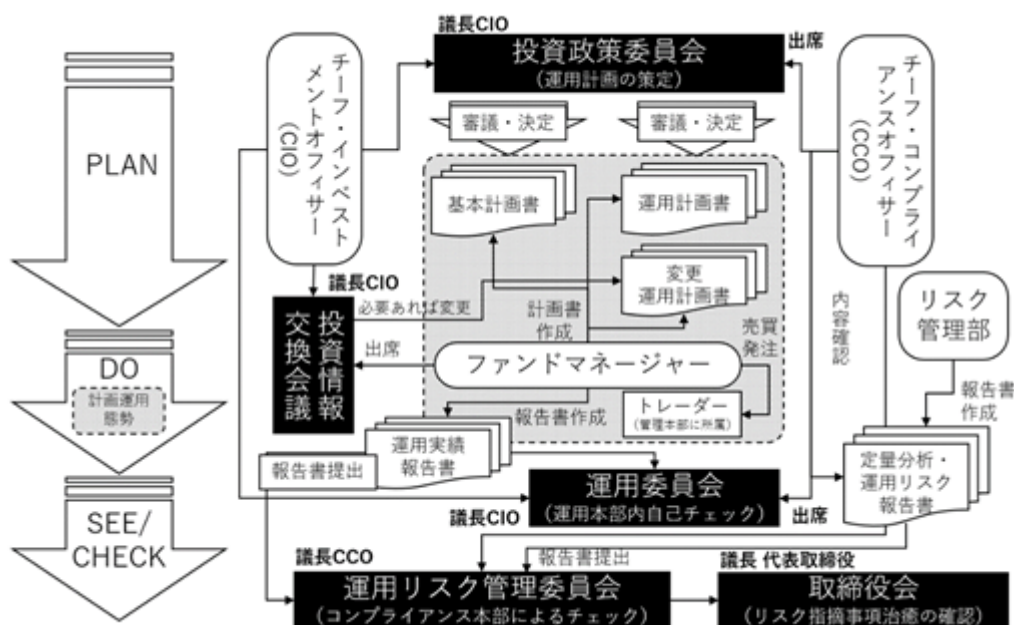 議長CIO
投資政策委員会
(運用計画の策定)
出席
PLAN
チーフ・インベスト
メントオフィサー
(CIO)
チーフ・コンプライ
アンスオフィサー
(CCO)
審議・決定
審議・決定
基本計画書
運用計画書
変更
運用計画書
議長CIO
必要あれば変更
計画書
作成
売買
発注
内容確認
リスク
管理部
投資情報
交換会議
出席
ファンドマネージャー
DO
計画運用
態勢
報告書作成
トレーダー
(管理本部に所属)
報告書
作成
運用実績
報告書
報告書提出
定量分析・
運用リスク
報告書
運用委員会
(運用本部内自己チェック)
議長CIO
出席
SEE/
CHECK
議長CCO
報告書提出
議長 代表取締役
運用リスク管理委員会
(コンプライアンス本部によるチェック)
取締役会
(リスク指摘事項治癒の確認)